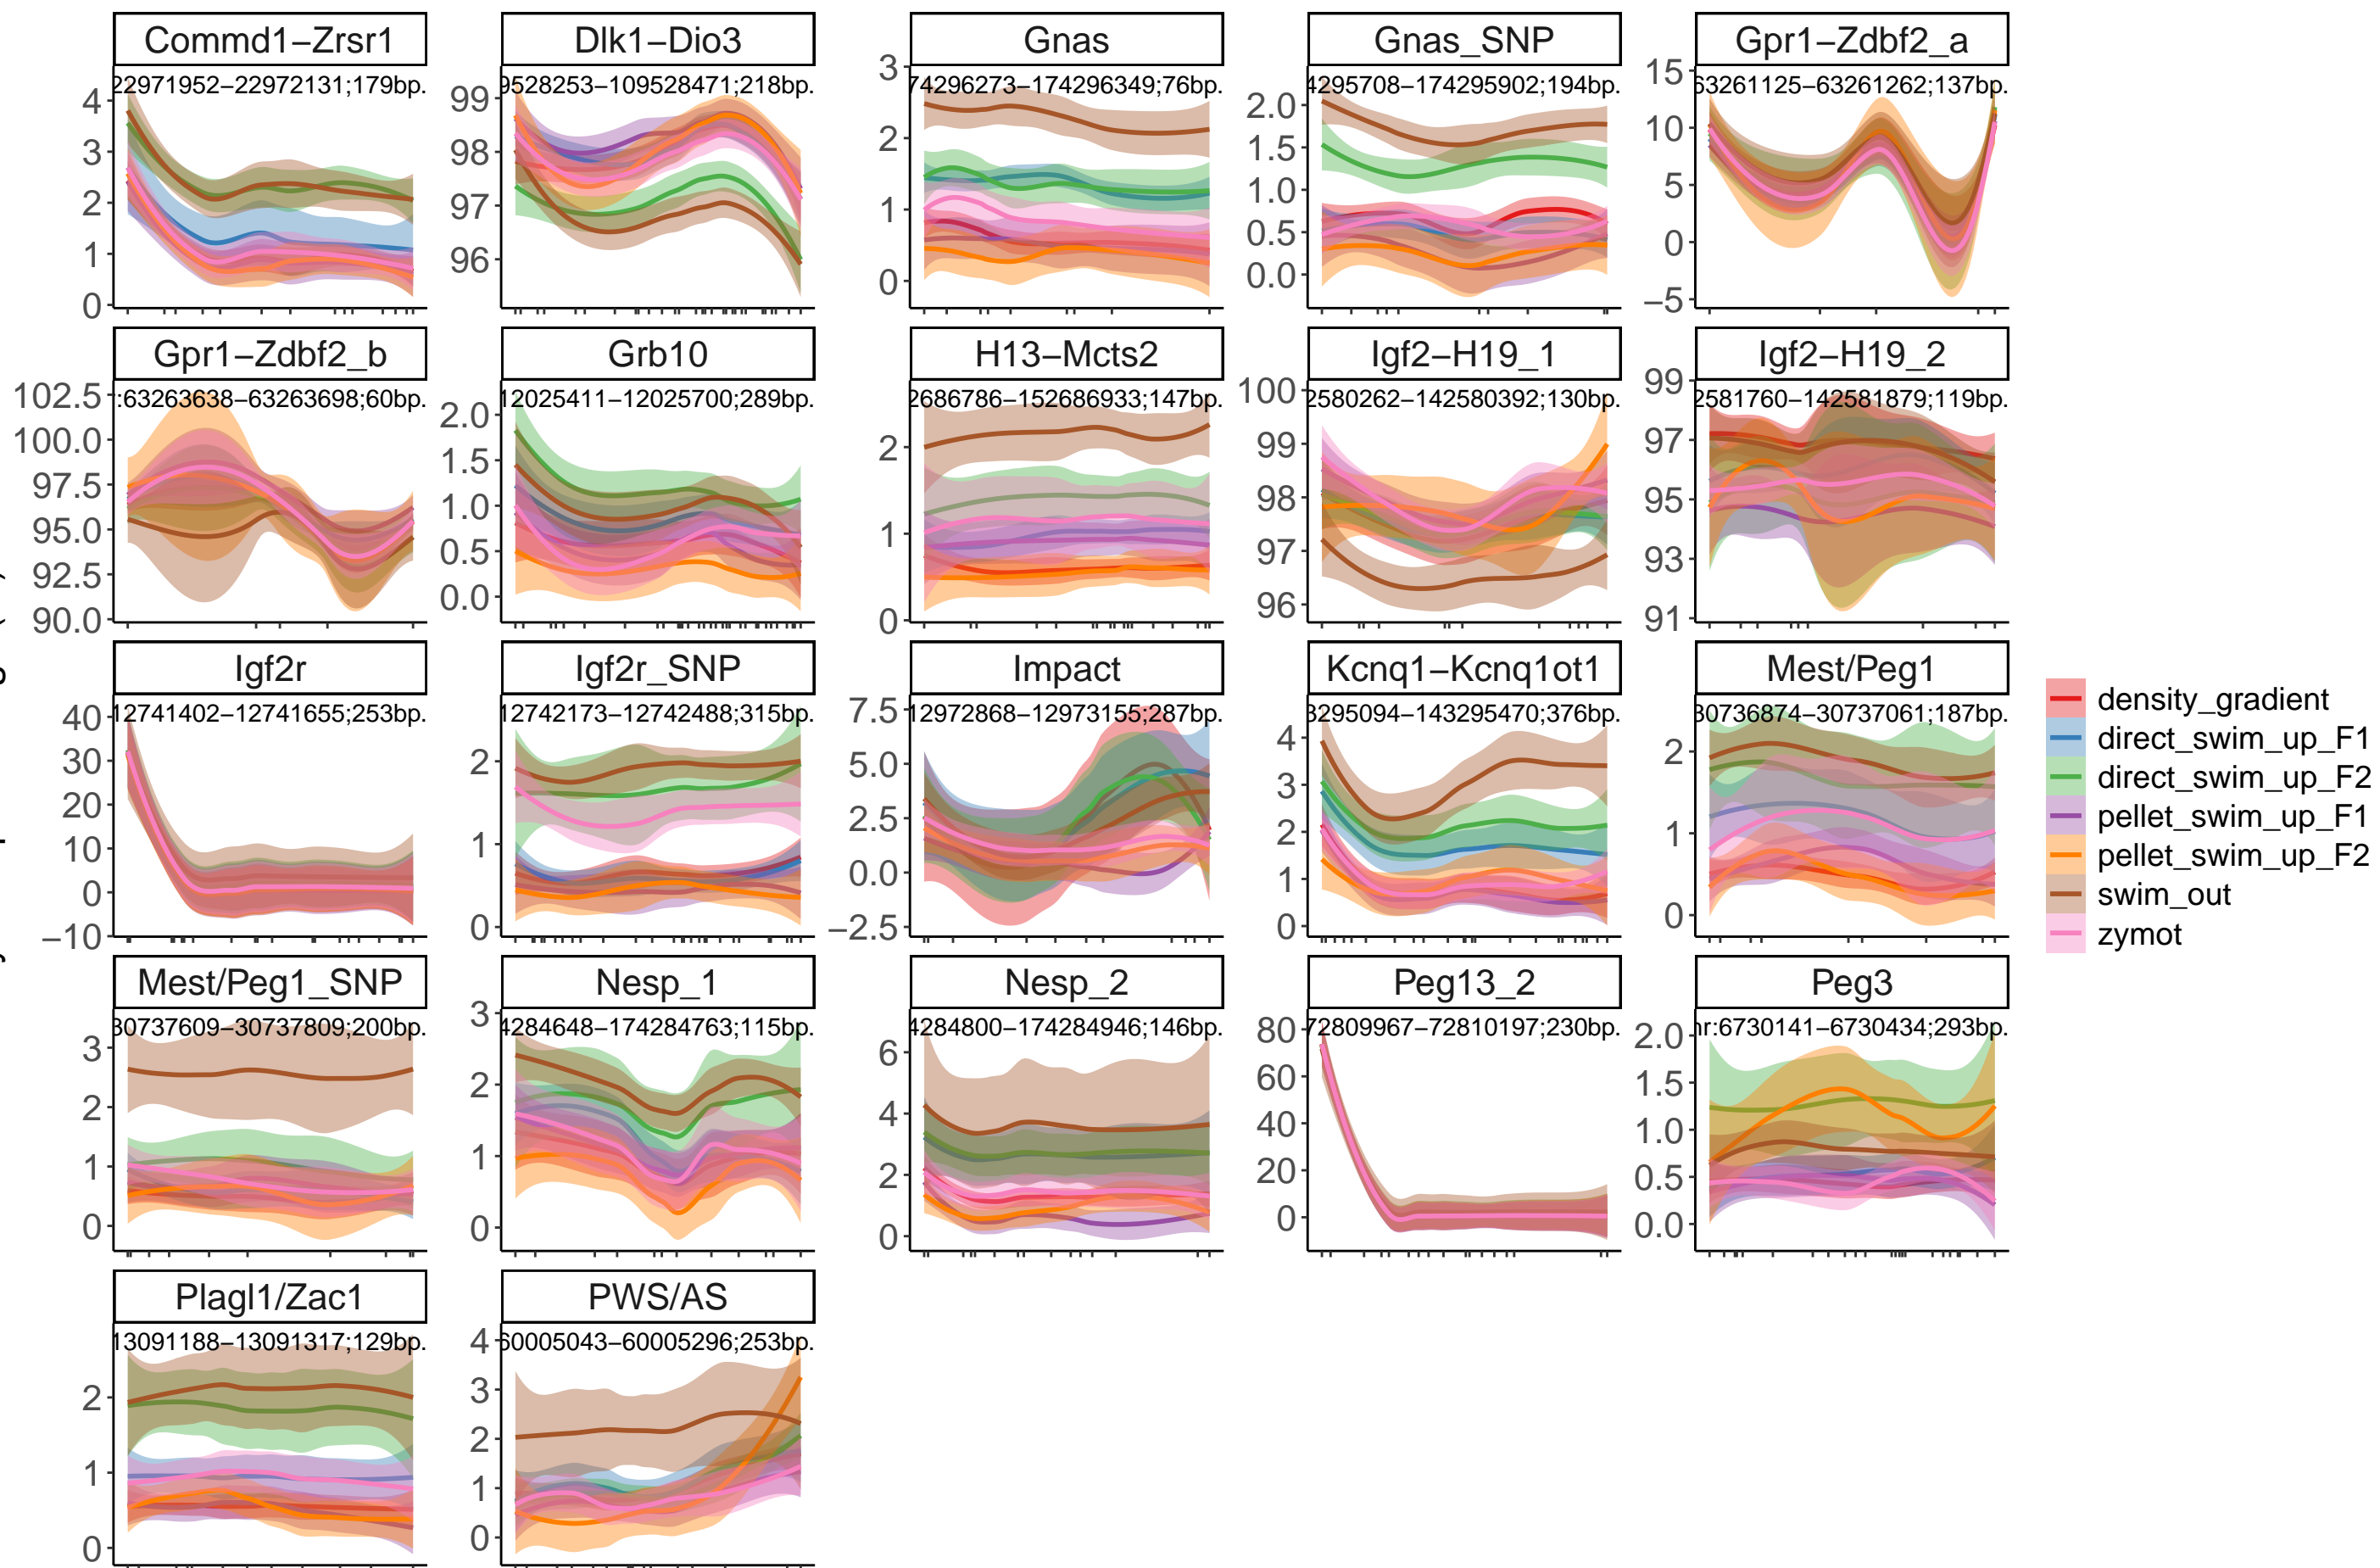 Commd1−Zrsr1
22971952−22972131;179bp.
4
3
2
1
0
Dlk1−Dio3
9528253−109528471;218bp.
99
98
97
96
Gnas
74296273−174296349;76bp.
3
2
1
0
Gnas_SNP
4295708−174295902;194bp.
2.0
1.5
1.0
0.5
0.0
Gpr1−Zdbf2_a
63261125−63261262;137bp.
15
10
5
0
−5
Gpr1−Zdbf2_b
:63263638−63263698;60bp.
102.5
100.0
97.5
95.0
92.5
90.0
Grb10
12025411−12025700;289bp.
2.0
1.5
1.0
0.5
0.0
H13−Mcts2
2686786−152686933;147bp.
2
1
0
Igf2−H19_1
2580262−142580392;130bp.
100
99
98
97
96
Igf2−H19_2
2581760−142581879;119bp.
99
97
95
93
91
Igf2r
12741402−12741655;253bp.
40
30
20
10
0
−10
Igf2r_SNP
12742173−12742488;315bp.
2
1
0
Impact
12972868−12973155;287bp.
7.5
5.0
2.5
0.0
−2.5
Kcnq1−Kcnq1ot1
3295094−143295470;376bp.
4
3
2
1
0
Mest/Peg1
30736874−30737061;187bp.
2
1
0
density_gradient
direct_swim_up_F1
direct_swim_up_F2
pellet_swim_up_F1
pellet_swim_up_F2
swim_out
zymot
Mest/Peg1_SNP
30737609−30737809;200bp.
3
2
1
0
Nesp_1
4284648−174284763;115bp.
3
2
1
0
Nesp_2
4284800−174284946;146bp.
6
4
2
0
Peg13_2
72809967−72810197;230bp.
80
60
40
20
0
Peg3
hr:6730141−6730434;293bp.
2.0
1.5
1.0
0.5
0.0
Plagl1/Zac1
13091188−13091317;129bp.
2
1
0
PWS/AS
60005043−60005296;253bp.
4
3
2
1
0